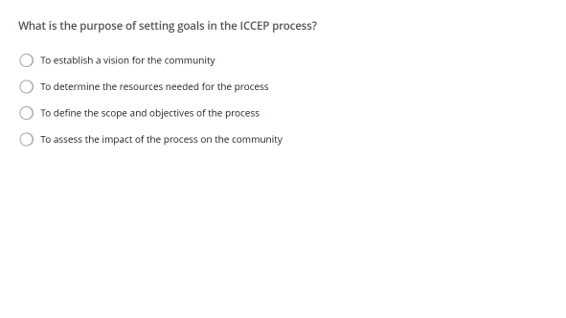 What is the purpose of setting goals in the ICCEP process?
To establish a vision for the community
To determine the resources needed for the process
To define the scope and objectives of the process
To assess the impact of the process on the community